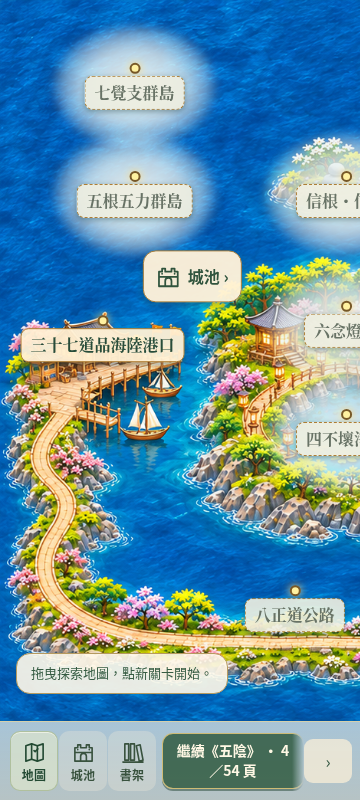 七覺支群島
五根五力群島
信根・
城池 ›
六念燈
三十七道品海陸港口
四不壞
八正道公路
拖曳探索地圖，點新關卡開始。
地圖
城池
書架
繼續《五陰》 · 4
／54 頁
›